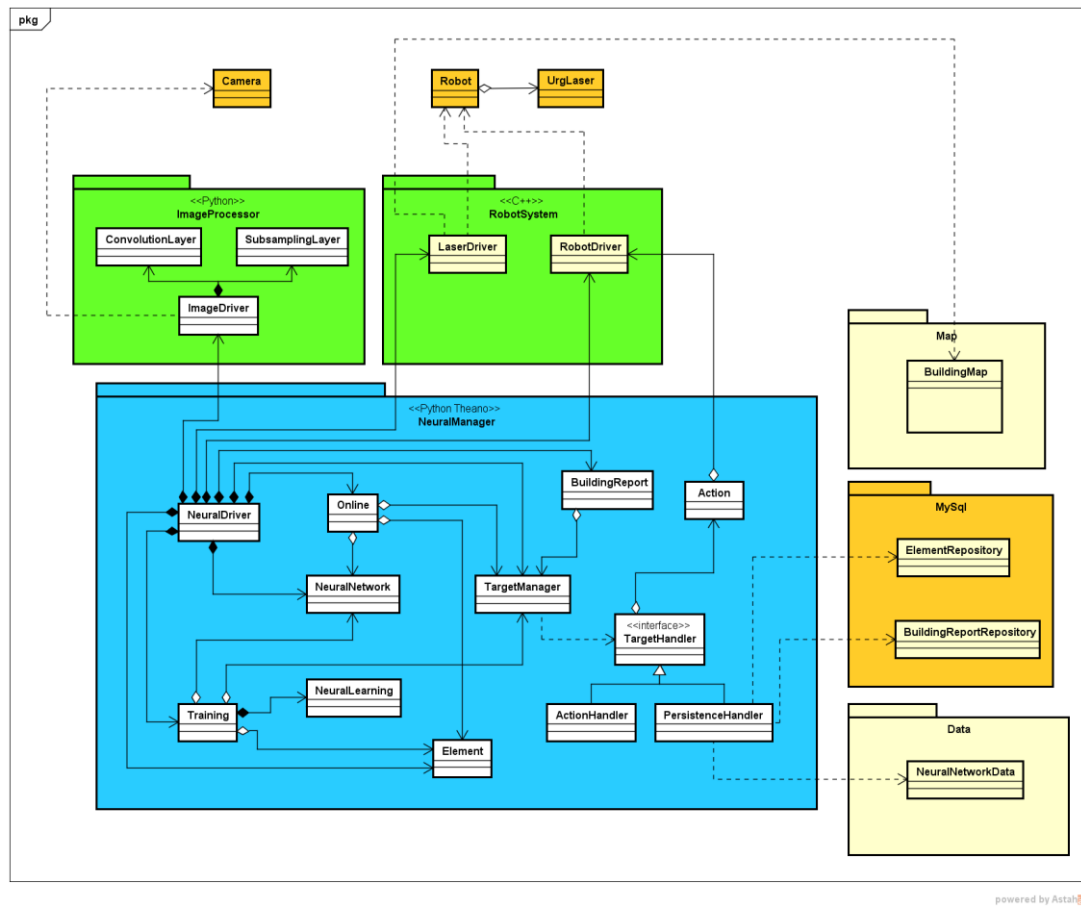 pkg
Camera
Robot
UrgLaser
<<Python>>
ImageProcessor
ConvolutionLayer
SubsamplingLayer
ImageDriver
<<C++>>
RobotSystem
LaserDriver
RobotDriver
Map
BuildingMap
<<Python Theano>>
NeuralManager
NeuralDriver
Online
BuildingReport
Action
NeuralNetwork
TargetManager
<<interface>>
TargetHandler
NeuralLearning
Training
Element
ActionHandler
PersistenceHandler
MySql
ElementRepository
BuildingReportRepository
Data
NeuralNetworkData
powered by Astah